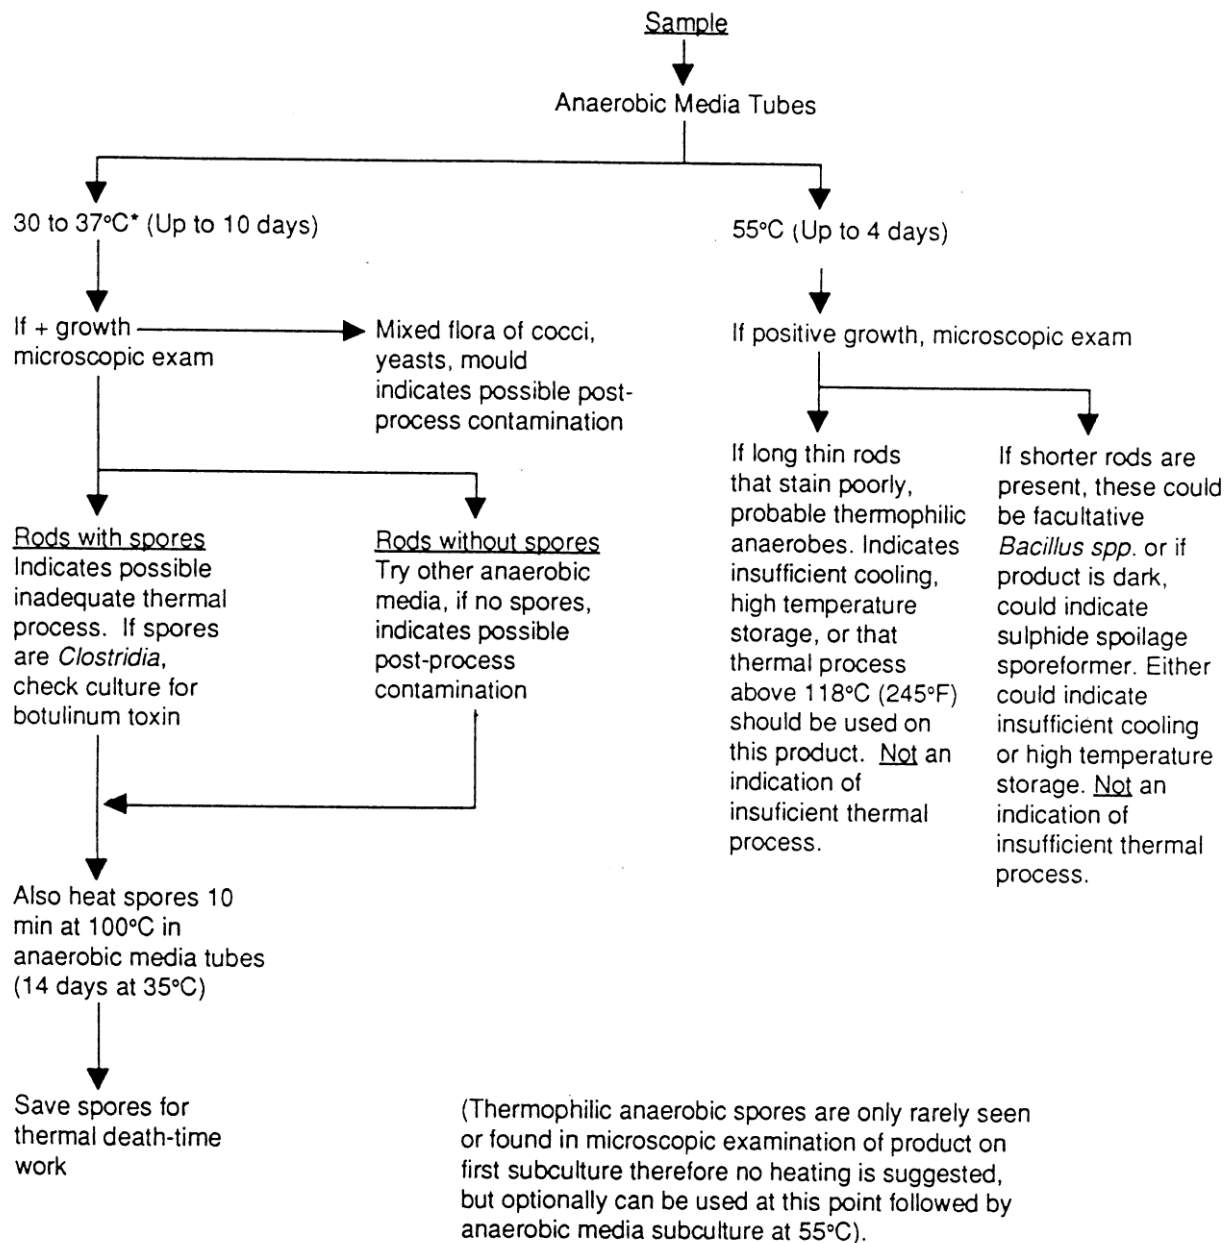 Sample
Anaerobic Media Tubes
30 to 37°C* (Up to 10 days)
55°C (Up to 4 days)
If + growth
microscopic exam
Mixed flora of cocci,
yeasts, mould
indicates possible post-
process contamination
If positive growth, microscopic exam
Rods with spores
Indicates possible
inadequate thermal
process. If spores
are Clostridia,
check culture for
botulinum toxin
Rods without spores
Try other anaerobic
media, if no spores,
indicates possible
post-process
contamination
If long thin rods
that stain poorly,
probable thermophilic
anaerobes. Indicates
insufficient cooling,
high temperature
storage, or that
thermal process
above 118°C (245°F)
should be used on
this product. Not an
indication of
insuficient thermal
process.
If shorter rods are
present, these could
be facultative
Bacillus spp. or if
product is dark,
could indicate
sulphide spoilage
sporeformer. Either
could indicate
insufficient cooling
or high temperature
storage. Not an
indication of
insufficient thermal
process.
Also heat spores 10
min at 100°C in
anaerobic media tubes
(14 days at 35°C)
Save spores for
thermal death-time
work
(Thermophilic anaerobic spores are only rarely seen
or found in microscopic examination of product on
first subculture therefore no heating is suggested,
but optionally can be used at this point followed by
anaerobic media subculture at 55°C).